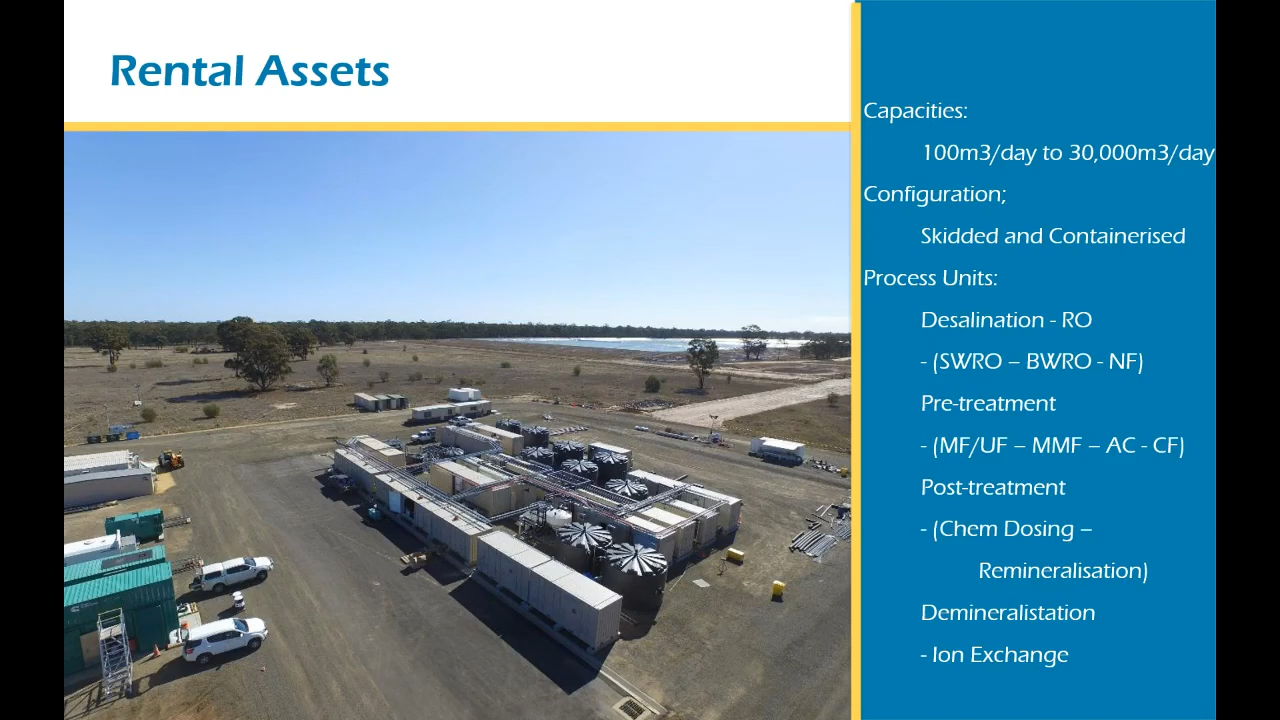 Rental Assets
Capacities:
100m3/day to 30,000m3/day
Configuration;
Skidded and Containerised
Process Units:
Desalination - RO
- (SWRO – BWRO - NF)
Pre-treatment
- (MF/UF – MMF – AC - CF)
Post-treatment
- (Chem Dosing –
Remineralisation)
Demineralistation
- Ion Exchange